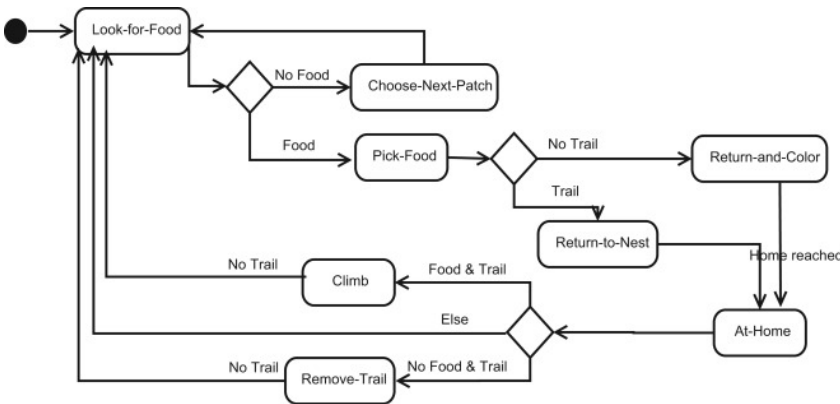 Look-for-Food
No Food
Choose-Next-Patch
Food
Pick-Food
No Trail
Return-and-Color
Trail
Return-to-Nest
Home reached
No Trail
Climb
Food & Trail
Else
At-Home
No Trail
Remove-Trail
No Food & Trail